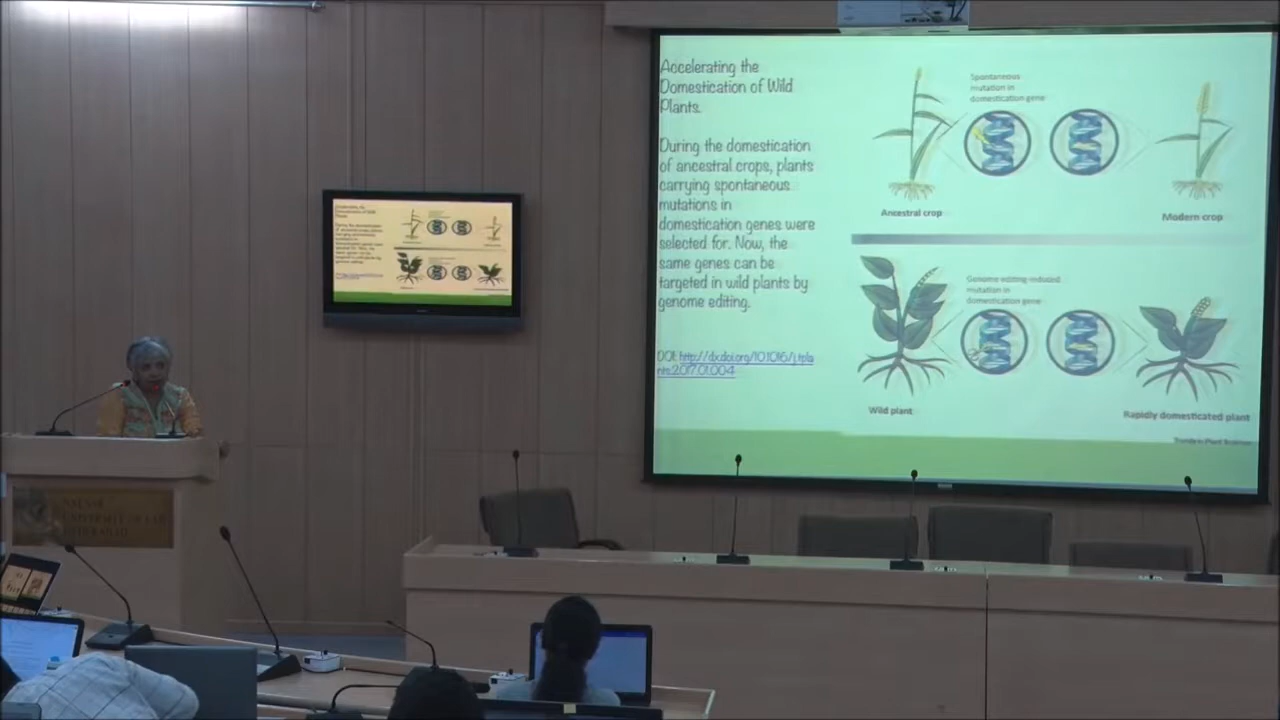 Accelerating the
Domestication of Wild
Plants.
During the domestication
of ancestral crops, plants
carrying spontaneous
mutations in
domestication genes were
selected for. Now, the
same genes can be
targeted in wild plants by
genome editing.
DOI: http://dx.doi.org/10.1016/j.tpla
nts.2017.01.004
Spontaneous
mutation in
domestication gene
Ancestral crop
Modern crop
Genome editing-induced
mutation in
domestication gene
Wild plant
Rapidly domesticated plant
Trends in Plant Science
UNIVERSITY OF LAW